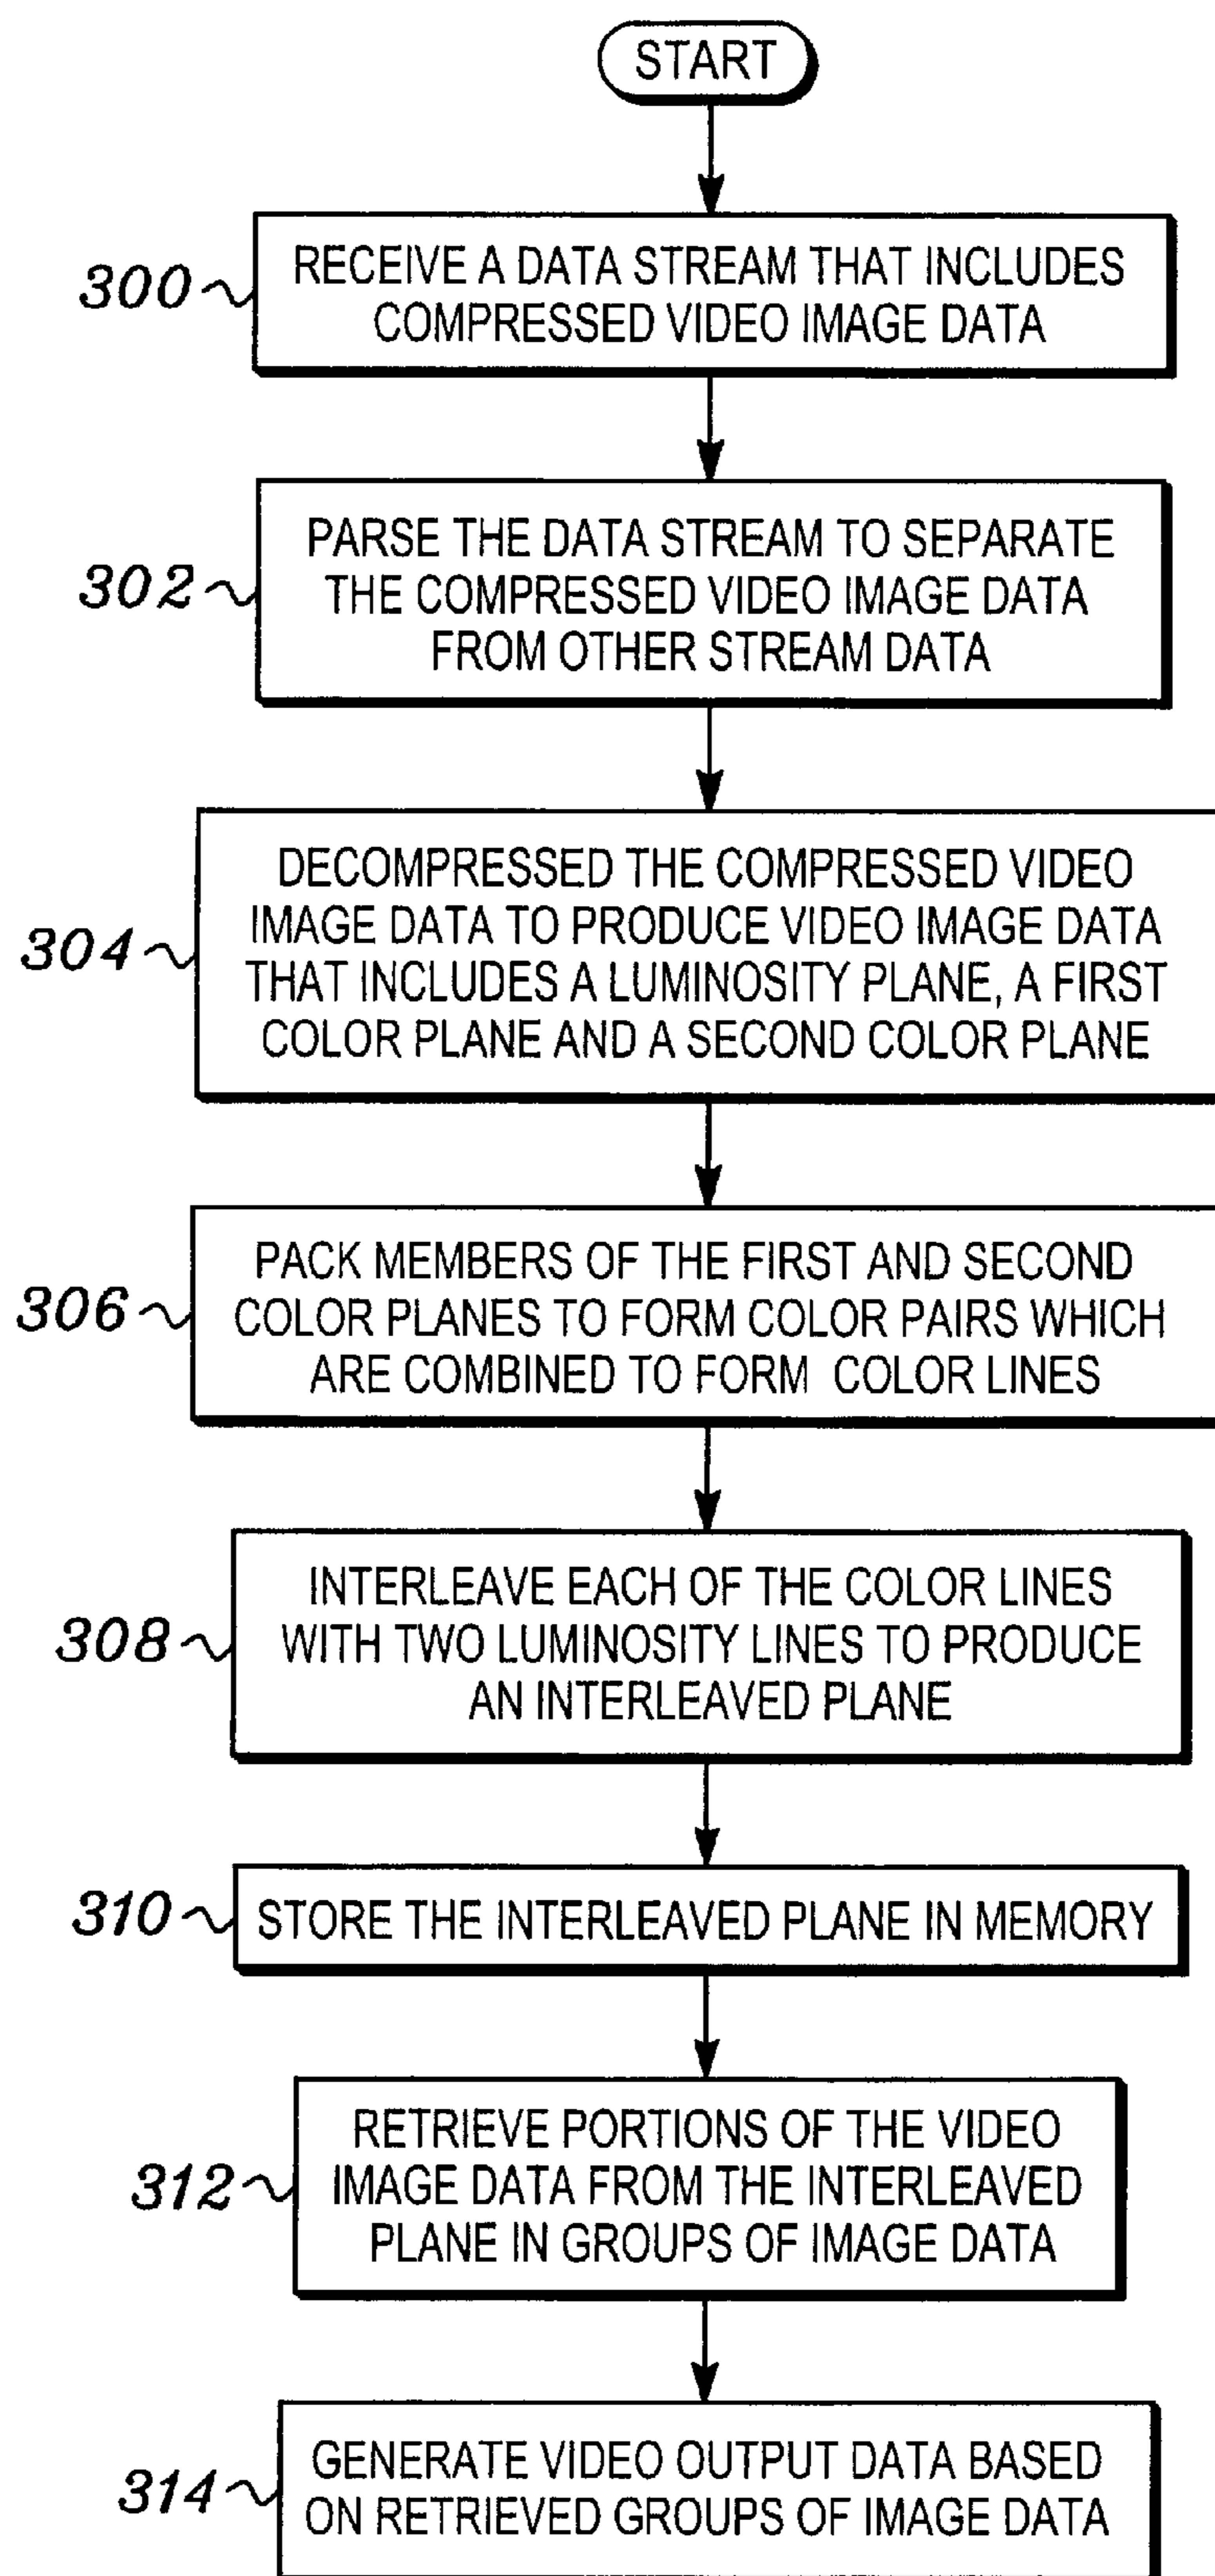 START
300
RECEIVE A DATA STREAM THAT INCLUDES
COMPRESSED VIDEO IMAGE DATA
302
PARSE THE DATA STREAM TO SEPARATE
THE COMPRESSED VIDEO IMAGE DATA
FROM OTHER STREAM DATA
304
DECOMPRESSED THE COMPRESSED VIDEO
IMAGE DATA TO PRODUCE VIDEO IMAGE DATA
THAT INCLUDES A LUMINOSITY PLANE, A FIRST
COLOR PLANE AND A SECOND COLOR PLANE
306
PACK MEMBERS OF THE FIRST AND SECOND
COLOR PLANES TO FORM COLOR PAIRS WHICH
ARE COMBINED TO FORM COLOR LINES
308
INTERLEAVE EACH OF THE COLOR LINES
WITH TWO LUMINOSITY LINES TO PRODUCE
AN INTERLEAVED PLANE
310
STORE THE INTERLEAVED PLANE IN MEMORY
312
RETRIEVE PORTIONS OF THE VIDEO
IMAGE DATA FROM THE INTERLEAVED
PLANE IN GROUPS OF IMAGE DATA
314
GENERATE VIDEO OUTPUT DATA BASED
ON RETRIEVED GROUPS OF IMAGE DATA